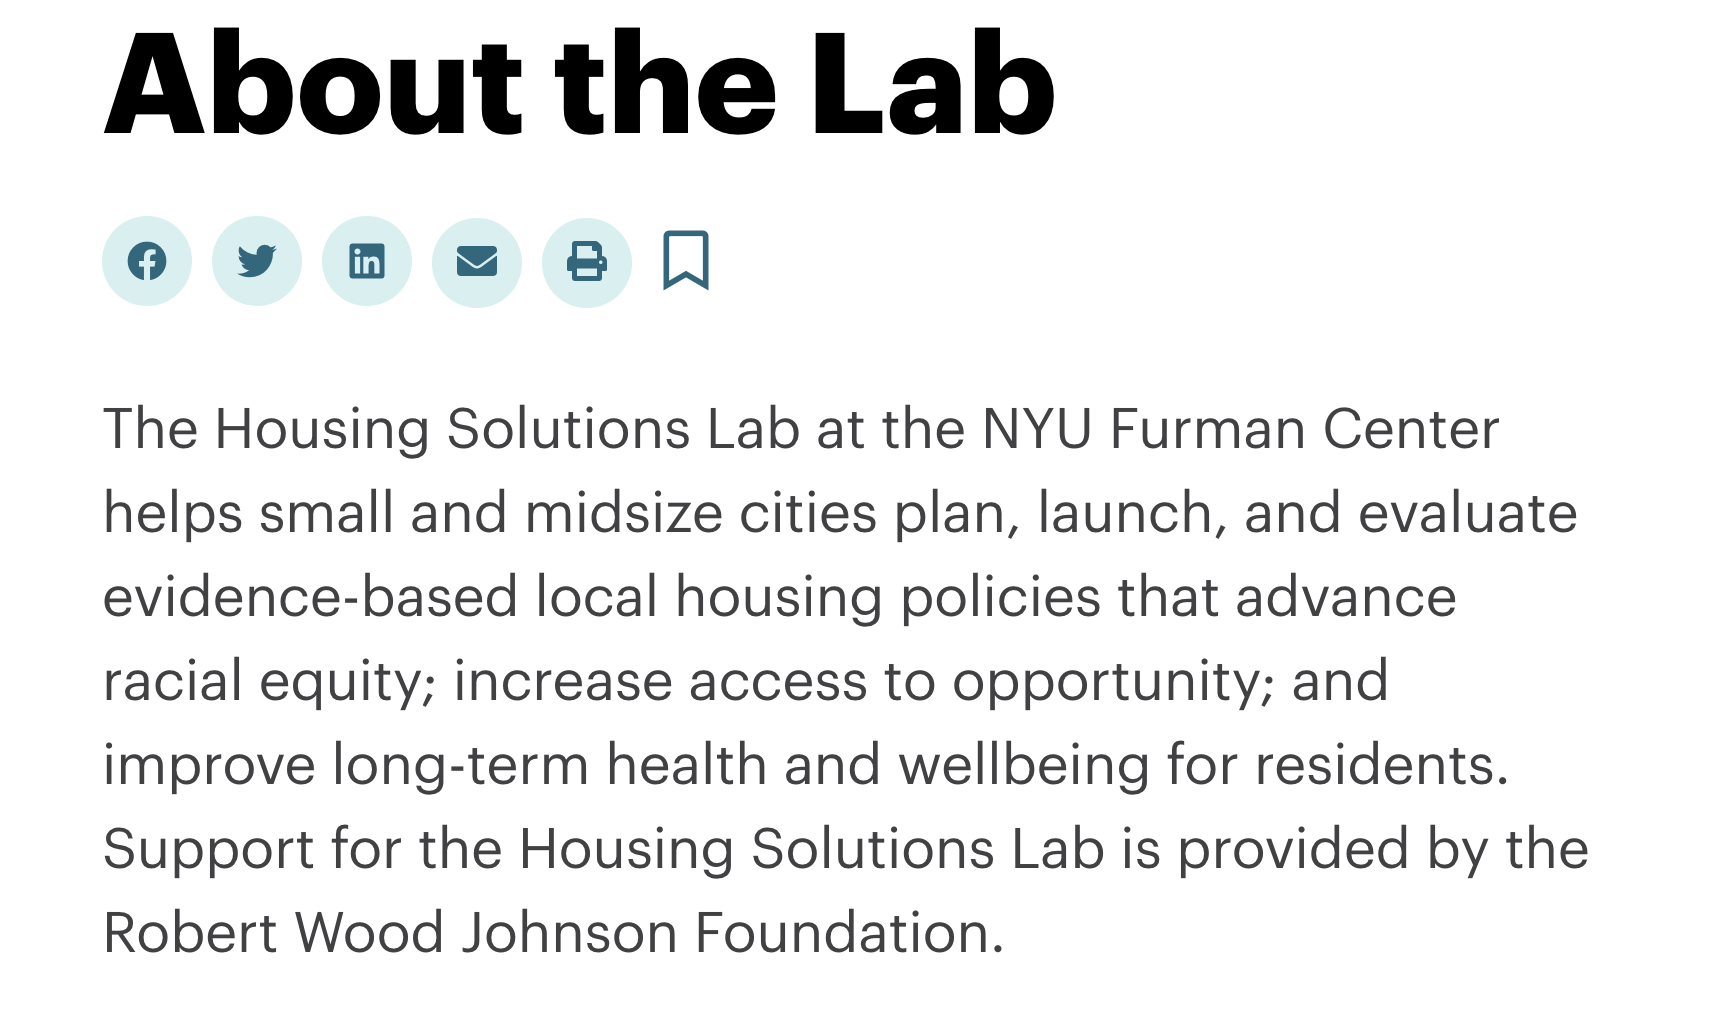 About the Lab
The Housing Solutions Lab at the NYU Furman Center
helps small and midsize cities plan, launch, and evaluate
evidence-based local housing policies that advance
racial equity; increase access to opportunity; and
improve long-term health and wellbeing for residents.
Support for the Housing Solutions Lab is provided by the
Robert Wood Johnson Foundation.